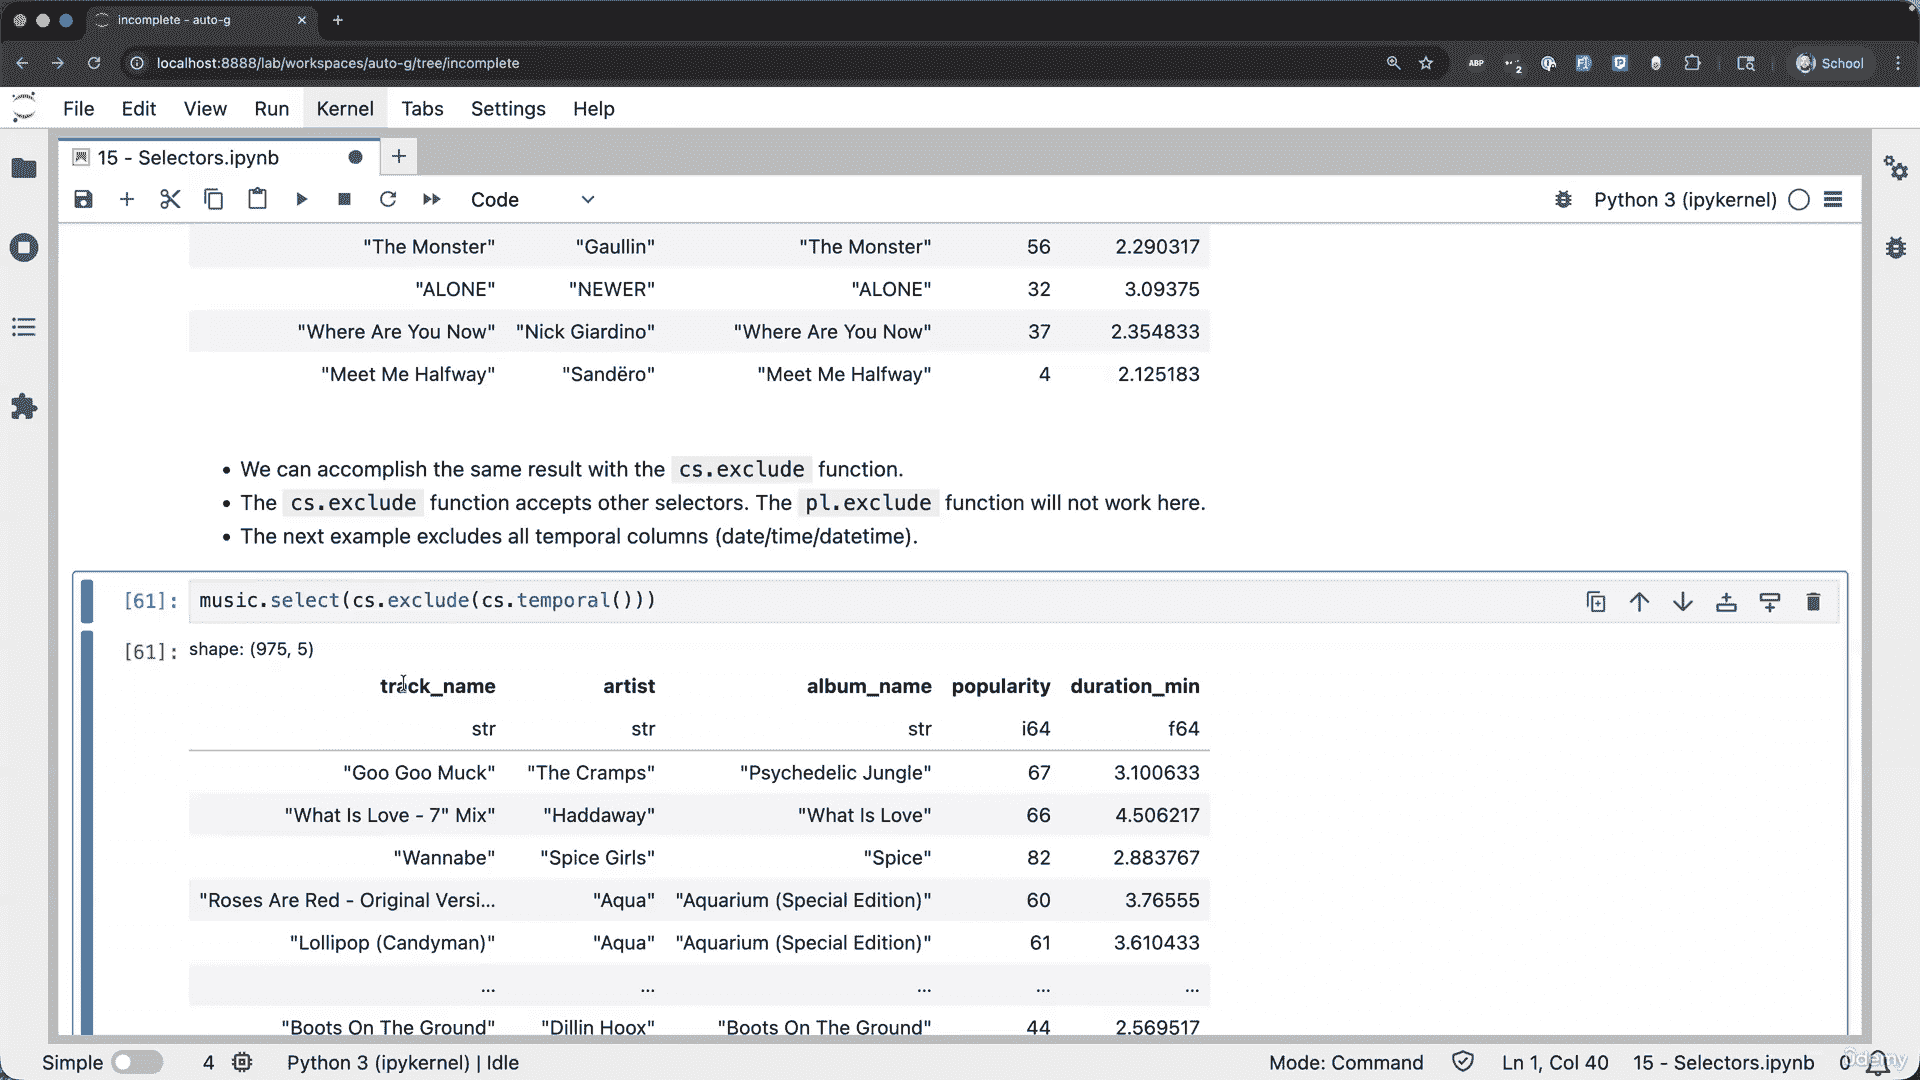 incomplete - auto-g
localhost:8888/lab/workspaces/auto-g/tree/incomplete
ABP
2
School
File Edit View Run Kernel Tabs Settings Help
15 - Selectors.ipynb
Code
Python 3 (ipykernel)
"The Monster" "Gaullin" "The Monster" 56 2.290317
"ALONE" "NEWER" "ALONE" 32 3.09375
"Where Are You Now" "Nick Giardino" "Where Are You Now" 37 2.354833
"Meet Me Halfway" "Sandëro" "Meet Me Halfway" 4 2.125183
• We can accomplish the same result with the cs.exclude function.
• The cs.exclude function accepts other selectors. The pl.exclude function will not work here.
• The next example excludes all temporal columns (date/time/datetime).
[61]: music.select(cs.exclude(cs.temporal()))
[61]: shape: (975, 5)
track_name artist album_name popularity duration_min
str str str i64 f64
"Goo Goo Muck" "The Cramps" "Psychedelic Jungle" 67 3.100633
"What Is Love - 7" Mix" "Haddaway" "What Is Love" 66 4.506217
"Wannabe" "Spice Girls" "Spice" 82 2.883767
"Roses Are Red - Original Versi… "Aqua" "Aquarium (Special Edition)" 60 3.76555
"Lollipop (Candyman)" "Aqua" "Aquarium (Special Edition)" 61 3.610433
… … … … …
"Boots On The Ground" "Dillin Hoox" "Boots On The Ground" 44 2.569517
Simple 4 Python 3 (ipykernel) | Idle Mode: Command Ln 1, Col 40 15 - Selectors.ipynb 0
udemy